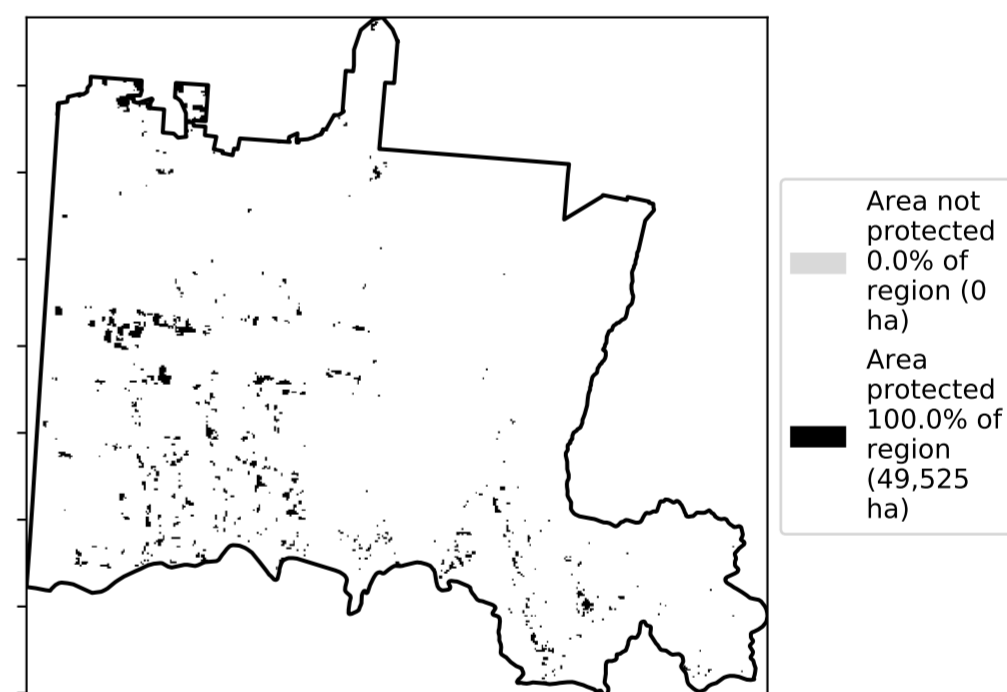 Area not
protected
0.0% of
region (0
ha)
Area
protected
100.0% of
region
(49,525
ha)